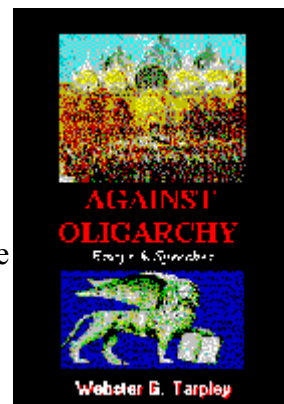 AGAINST
OLIGARCHY
Essays & Speeches
e
Webster G. Tarpley